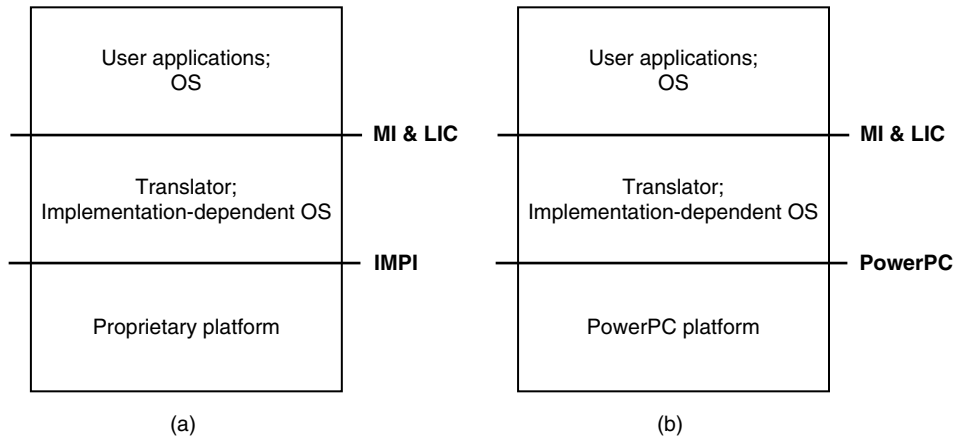 User applications;
OS
MI & LIC
Translator;
Implementation-dependent OS
IMPI
Proprietary platform
(a)
User applications;
OS
MI & LIC
Translator;
Implementation-dependent OS
PowerPC
PowerPC platform
(b)